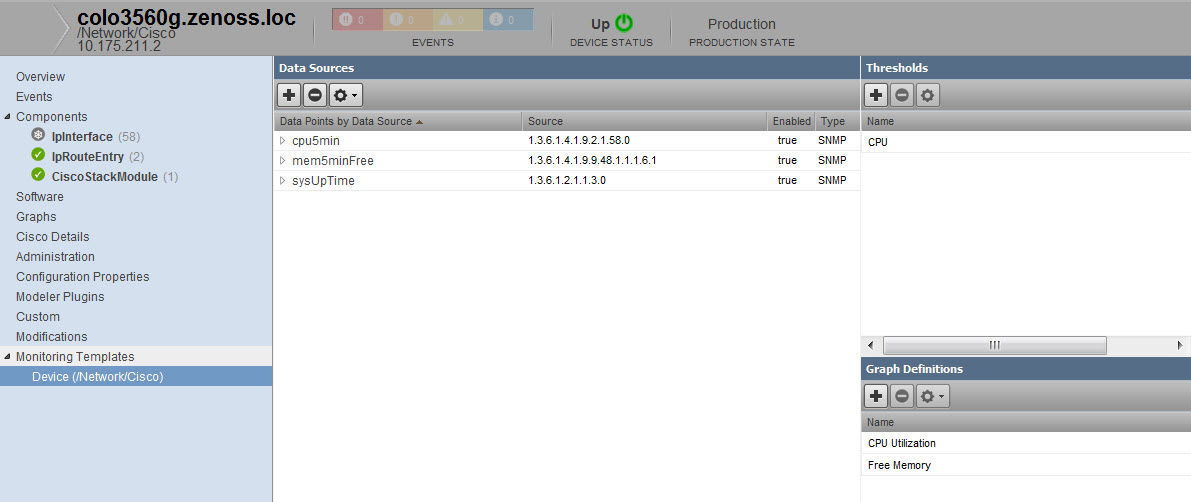 colo3560g.zenoss.loc
/Network/Cisco
10.175.211.2
0 0 0 0
EVENTS
Up
DEVICE STATUS
Production
PRODUCTION STATE
Overview
Events
Components
IpInterface (58)
IpRouteEntry (2)
CiscoStackModule (1)
Software
Graphs
Cisco Details
Administration
Configuration Properties
Modeler Plugins
Custom
Modifications
Monitoring Templates
Device (/Network/Cisco)
Data Sources
Data Points by Data Source Source Enabled Type
cpu5min 1.3.6.1.4.1.9.2.1.58.0 true SNMP
mem5minFree 1.3.6.1.4.1.9.9.48.1.1.1.6.1 true SNMP
sysUpTime 1.3.6.1.2.1.1.3.0 true SNMP
Thresholds
Name
CPU
Graph Definitions
Name
CPU Utilization
Free Memory